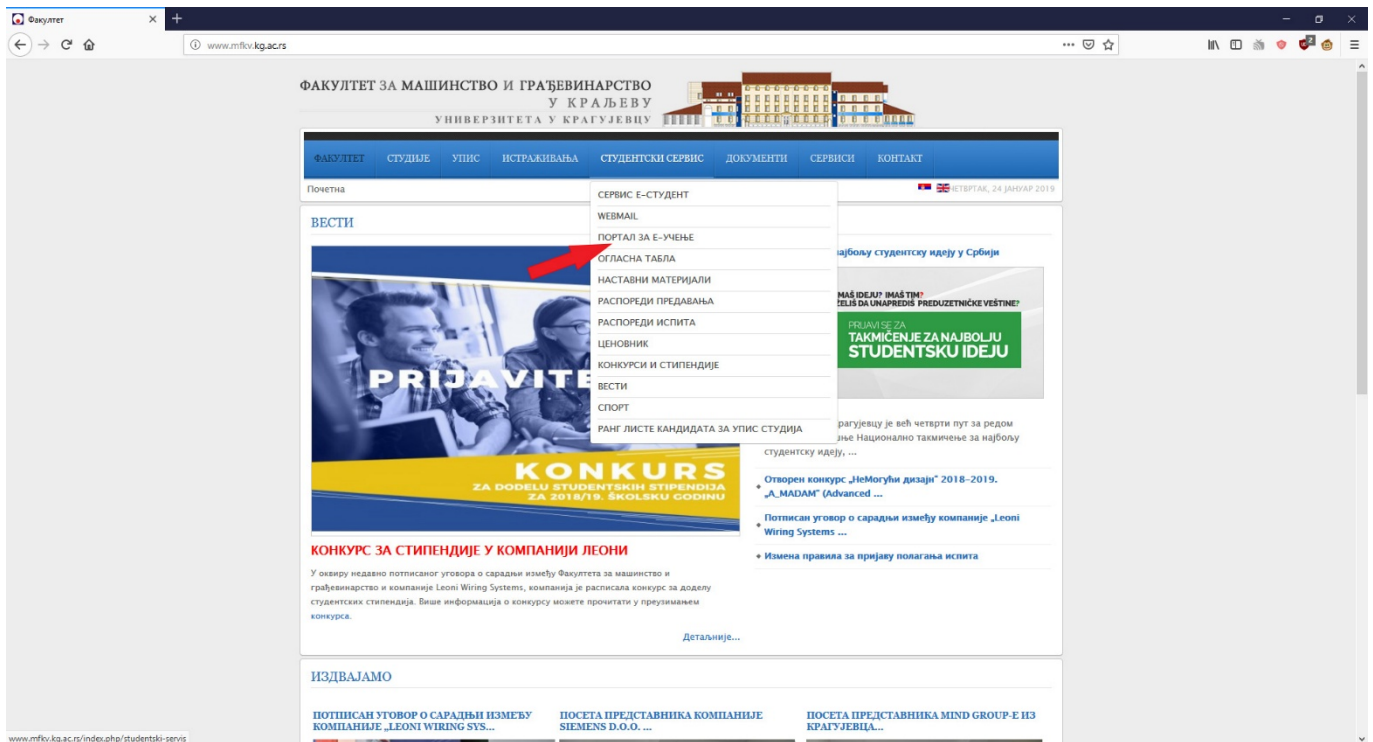 Факултет
www.mfkv.kg.ac.rs
2
ФАКУЛТЕТ ЗА МАШИНСТВО И ГРАЂЕВИНАРСТВО
У КРАЉЕВУ
УНИВЕРЗИТЕТА У КРАГУЈЕВЦУ
ФАКУЛТЕТ СТУДИЈЕ УПИС ИСТРАЖИВАЊА СТУДЕНТСКИ СЕРВИС ДОКУМЕНТИ СЕРВИСИ КОНТАКТ
Почетна
ЧЕТВРТАК, 24 ЈАНУАР 2019
СЕРВИС Е-СТУДЕНТ
WEBMAIL
ПОРТАЛ ЗА Е-УЧЕЊЕ
ОГЛАСНА ТАБЛА
НАСТАВНИ МАТЕРИЈАЛИ
РАСПОРЕДИ ПРЕДАВАЊА
РАСПОРЕДИ ИСПИТА
ЦЕНОВНИК
КОНКУРСИ И СТИПЕНДИЈЕ
ВЕСТИ
СПОРТ
РАНГ ЛИСТЕ КАНДИДАТА ЗА УПИС СТУДИЈА
ВЕСТИ
PRIJAVITE
KONKURS
ZA DODELU STUDENTSKIH STIPENDIJA
ZA 2018/19. ŠKOLSKU GODINU
КОНКУРС ЗА СТИПЕНДИЈЕ У КОМПАНИЈИ ЛЕОНИ
У оквиру недавно потписаног уговора о сарадњи између Факултета за машинство и
грађевинарство и компаније Leoni Wiring Systems, компанија је расписала конкурс за доделу
студентских стипендија. Више информација о конкурсу можете прочитати у преузимањем
конкурса.
Детаљније...
ајбољу студентску идеју у Србији
MAŠ IDEJU? IMAŠ TIM?
ŽELIŠ DA UNAPREDIŠ PREDUZETNIČKE VEŠTINE?
PRIJAVI SE ZA
TAKMIČENJE ZA NAJBOLJU
STUDENTSKU IDEJU
рагујевцу је већ четврти пут за редом
ње Национално такмичење за најбољу
студентску идеју, ...
Отворен конкурс „НеМогући дизајн“ 2018-2019.
„A_MADAM“ (Advanced ...
Потписан уговор о сарадњи између компаније „Leoni
Wiring Systems ...
Измена правила за пријаву полагања испита
ИЗДВАЈАМО
ПОТПИСАН УГОВОР О САРАДЊИ ИЗМЕЂУ
КОМПАНИЈЕ „LEONI WIRING SYS...
ПОСЕТА ПРЕДСТАВНИКА КОМПАНИЈЕ
SIEMENS D.O.O. ...
ПОСЕТА ПРЕДСТАВНИКА MIND GROUP-Е ИЗ
КРАГУЈЕВЦА...
www.mfkv.kg.ac.rs/index.php/studentski-servis